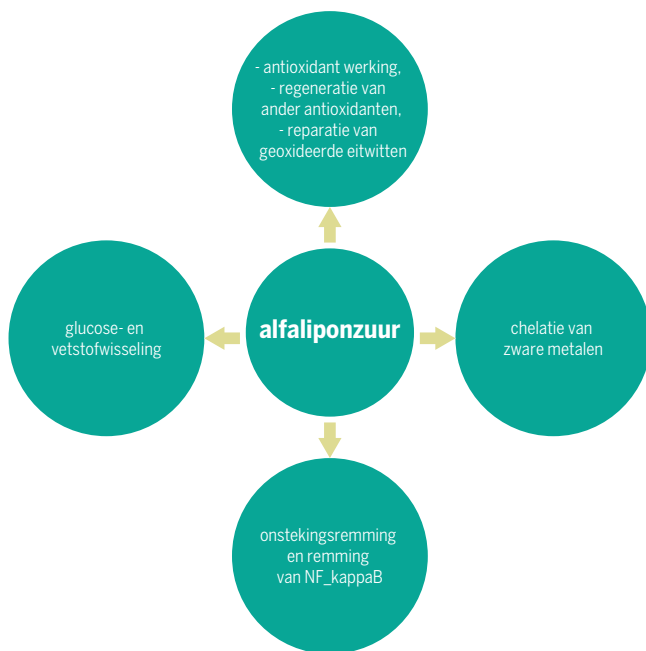 - antioxidant werking,
- regeneratie van
ander antioxidanten,
- reparatie van
geoxideerde eitwitten
glucose- en
vetstofwisseling
alfaliponzuur
chelatie van
zware metalen
onstekingsremming
en remming
van NF_kappaB